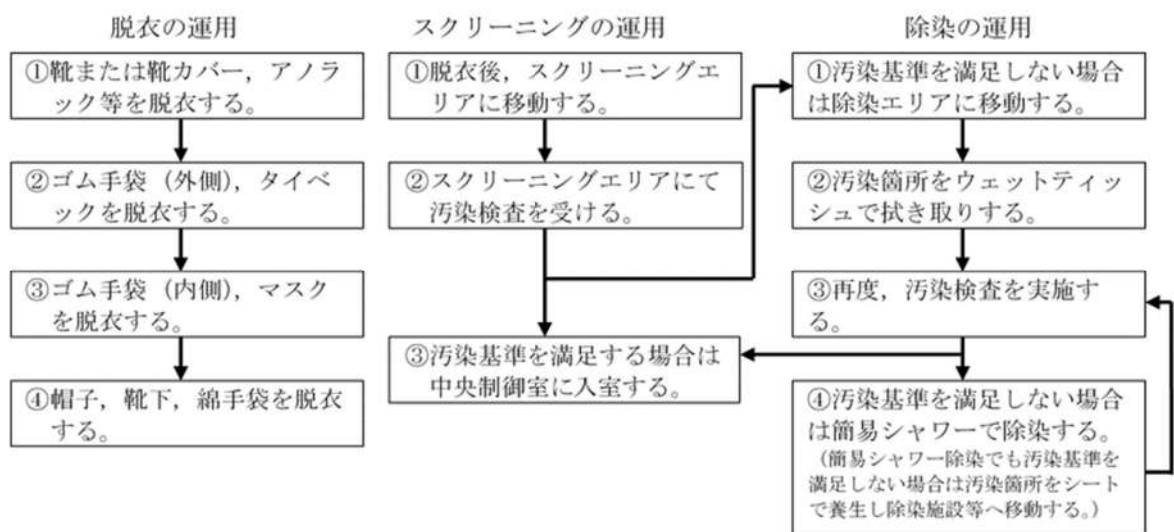 脱衣の運用
①靴または靴カバー，アノラ
ック等を脱衣する。
②ゴム手袋（外側），タイベ
ックを脱衣する。
③ゴム手袋（内側），マスク
を脱衣する。
④帽子，靴下，綿手袋を脱衣
する。
スクリーニングの運用
①脱衣後，スクリーニングエ
リアに移動する。
②スクリーニングエリアにて
汚染検査を受ける。
③汚染基準を満足する場合は
中央制御室に入室する。
除染の運用
①汚染基準を満足しない場合
は除染エリアに移動する。
②汚染箇所をウェットティッ
シュで拭き取りする。
③再度，汚染検査を実施す
る。
④汚染基準を満足しない場合
は簡易シャワーで除染する。
（簡易シャワー除染でも汚染基準を
満足しない場合は汚染箇所をシート
で養生し除染施設等へ移動する。）